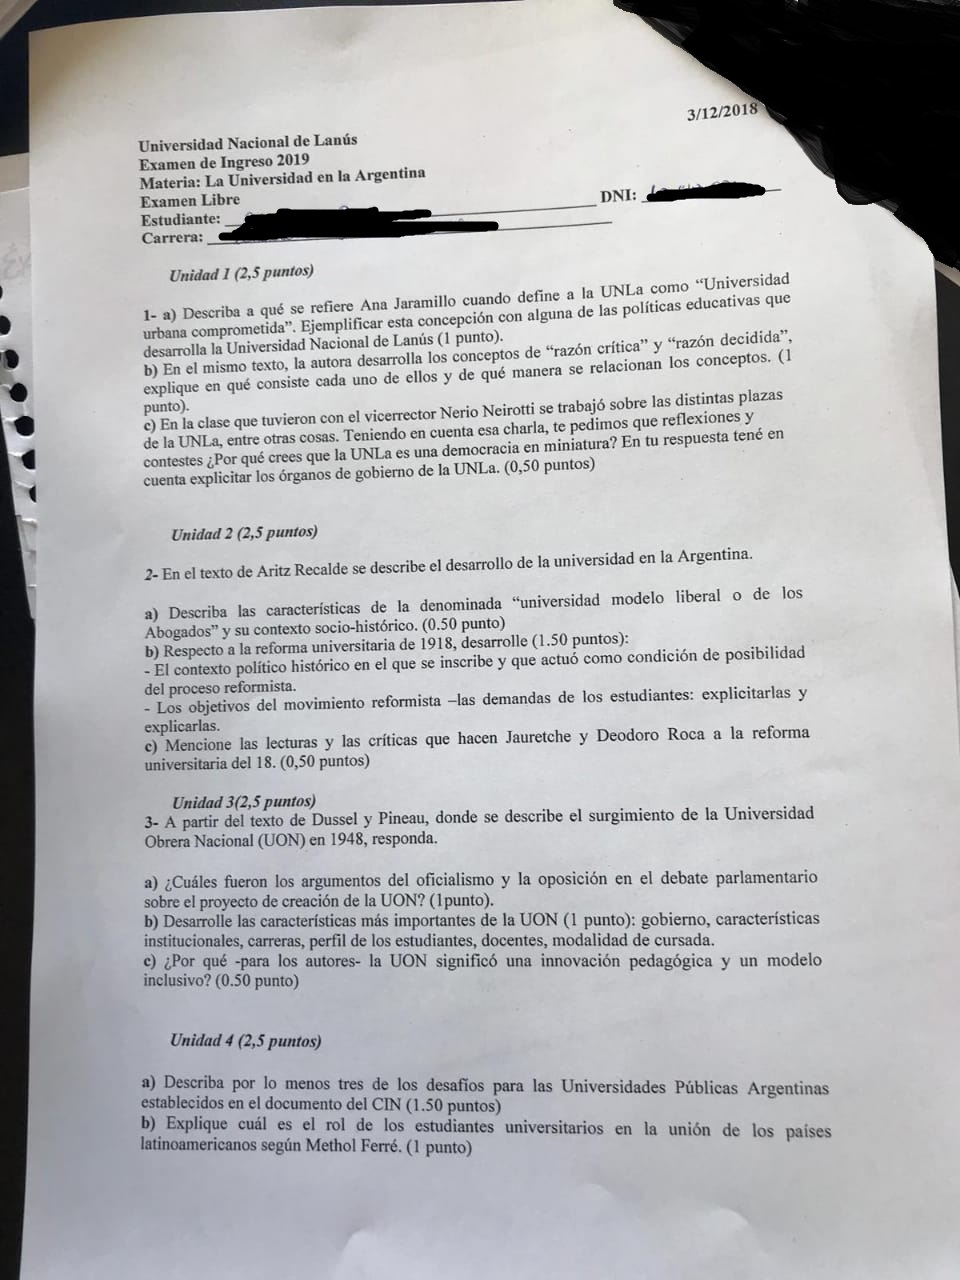 3/12/2018
Universidad Nacional de Lanús
Examen de Ingreso 2019
Materia: La Universidad en la Argentina
Examen Libre
Estudiante:
DNI:
Carrera:
Unidad 1 (2,5 puntos)
1- a) Describa a qué se refiere Ana Jaramillo cuando define a la UNLa como “Universidad
urbana comprometida”. Ejemplificar esta concepción con alguna de las políticas educativas que
desarrolla la Universidad Nacional de Lanús (1 punto).
b) En el mismo texto, la autora desarrolla los conceptos de “razón crítica” y “razón decidida”,
explique en qué consiste cada uno de ellos y de qué manera se relacionan los conceptos. (1
punto).
c) En la clase que tuvieron con el vicerrector Nerio Neirotti se trabajó sobre las distintas plazas
de la UNLa, entre otras cosas. Teniendo en cuenta esa charla, te pedimos que reflexiones y
contestes ¿Por qué crees que la UNLa es una democracia en miniatura? En tu respuesta tené en
cuenta explicitar los órganos de gobierno de la UNLa. (0,50 puntos)
Unidad 2 (2,5 puntos)
2- En el texto de Aritz Recalde se describe el desarrollo de la universidad en la Argentina.
a) Describa las características de la denominada “universidad modelo liberal o de los
Abogados” y su contexto socio-histórico. (0.50 punto)
b) Respecto a la reforma universitaria de 1918, desarrolle (1.50 puntos):
- El contexto político histórico en el que se inscribe y que actuó como condición de posibilidad
del proceso reformista.
- Los objetivos del movimiento reformista –las demandas de los estudiantes: explicitarlas y
explicarlas.
c) Mencione las lecturas y las críticas que hacen Jauretche y Deodoro Roca a la reforma
universitaria del 18. (0,50 puntos)
Unidad 3(2,5 puntos)
3- A partir del texto de Dussel y Pineau, donde se describe el surgimiento de la Universidad
Obrera Nacional (UON) en 1948, responda.
a) ¿Cuáles fueron los argumentos del oficialismo y la oposición en el debate parlamentario
sobre el proyecto de creación de la UON? (1punto).
b) Desarrolle las características más importantes de la UON (1 punto): gobierno, características
institucionales, carreras, perfil de los estudiantes, docentes, modalidad de cursada.
c) ¿Por qué -para los autores- la UON significó una innovación pedagógica y un modelo
inclusivo? (0.50 punto)
Unidad 4 (2,5 puntos)
a) Describa por lo menos tres de los desafíos para las Universidades Públicas Argentinas
establecidos en el documento del CIN (1.50 puntos)
b) Explique cuál es el rol de los estudiantes universitarios en la unión de los países
latinoamericanos según Methol Ferré. (1 punto)